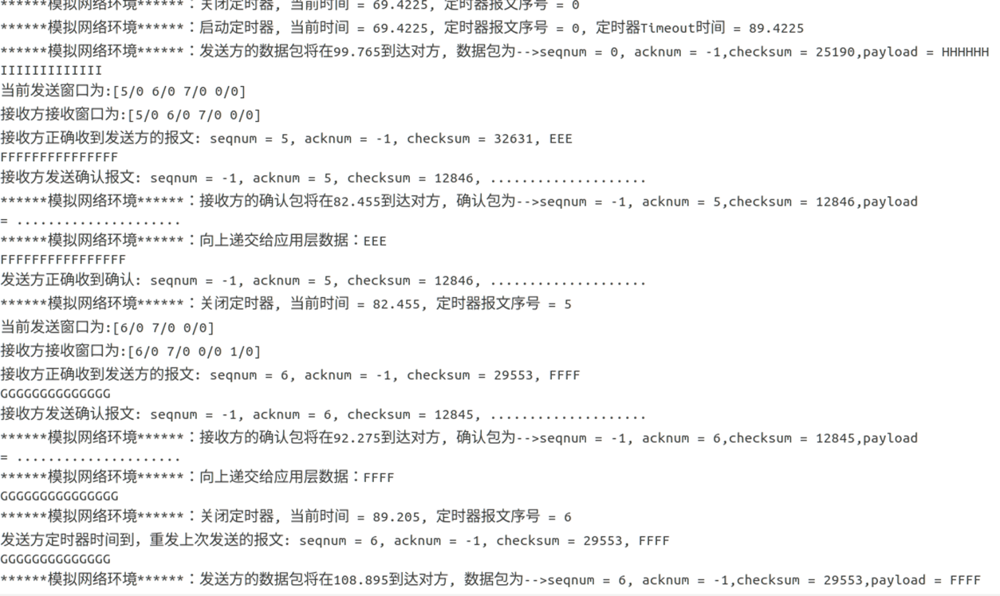 ******模拟网络环境******：关闭定时器, 当前时间 = 69.4225, 定时器报文序号 = 0
******模拟网络环境******：启动定时器, 当前时间 = 69.4225, 定时器报文序号 = 0, 定时器Timeout时间 = 89.4225
******模拟网络环境******：发送方的数据包将在99.765到达对方, 数据包为-->seqnum = 0, acknum = -1,checksum = 25190,payload = HHHHHH
IIIIIIIIIIIII
当前发送窗口为:[5/0 6/0 7/0 0/0]
接收方接收窗口为:[5/0 6/0 7/0 0/0]
接收方正确收到发送方的报文: seqnum = 5, acknum = -1, checksum = 32631, EEE
FFFFFFFFFFFFFFF
接收方发送确认报文: seqnum = -1, acknum = 5, checksum = 12846, ....................
******模拟网络环境******：接收方的确认包将在82.455到达对方, 确认包为-->seqnum = -1, acknum = 5,checksum = 12846,payload
= .....................
******模拟网络环境******：向上递交给应用层数据：EEE
FFFFFFFFFFFFFFFF
发送方正确收到确认: seqnum = -1, acknum = 5, checksum = 12846, ....................
******模拟网络环境******：关闭定时器, 当前时间 = 82.455, 定时器报文序号 = 5
当前发送窗口为:[6/0 7/0 0/0]
接收方接收窗口为:[6/0 7/0 0/0 1/0]
接收方正确收到发送方的报文: seqnum = 6, acknum = -1, checksum = 29553, FFFF
GGGGGGGGGGGGGG
接收方发送确认报文: seqnum = -1, acknum = 6, checksum = 12845, ....................
******模拟网络环境******：接收方的确认包将在92.275到达对方, 确认包为-->seqnum = -1, acknum = 6,checksum = 12845,payload
= .....................
******模拟网络环境******：向上递交给应用层数据：FFFF
GGGGGGGGGGGGGGG
******模拟网络环境******：关闭定时器, 当前时间 = 89.205, 定时器报文序号 = 6
发送方定时器时间到，重发上次发送的报文: seqnum = 6, acknum = -1, checksum = 29553, FFFF
GGGGGGGGGGGGGG
******模拟网络环境******：发送方的数据包将在108.895到达对方, 数据包为-->seqnum = 6, acknum = -1,checksum = 29553,payload = FFFF